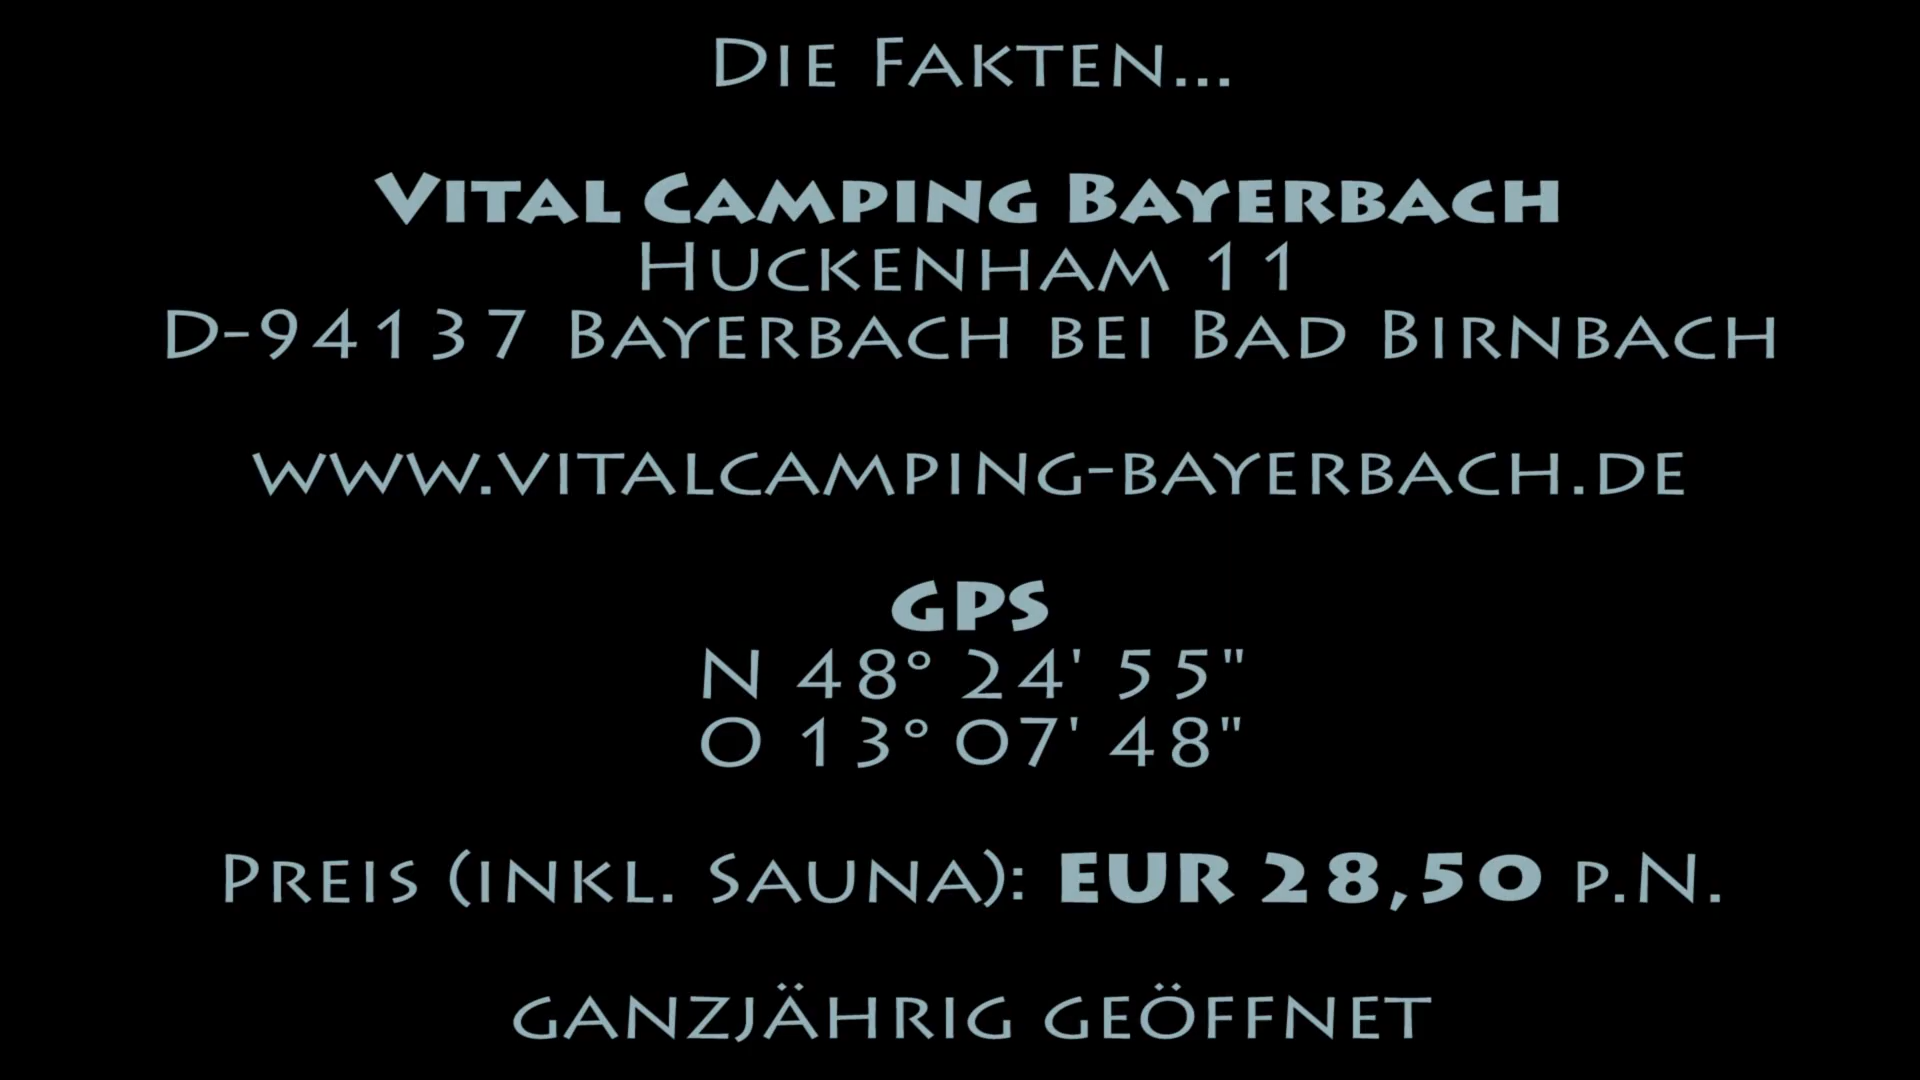 Die Fakten...
Vital Camping Bayerbach
Huckenham 11
D-94137 Bayerbach bei Bad Birnbach
www.vitalcamping-bayerbach.de
GPS
N 48° 24' 55"
O 13° 07' 48"
Preis (inkl. Sauna): EUR 28,50 p.N.
ganzjährig geöffnet